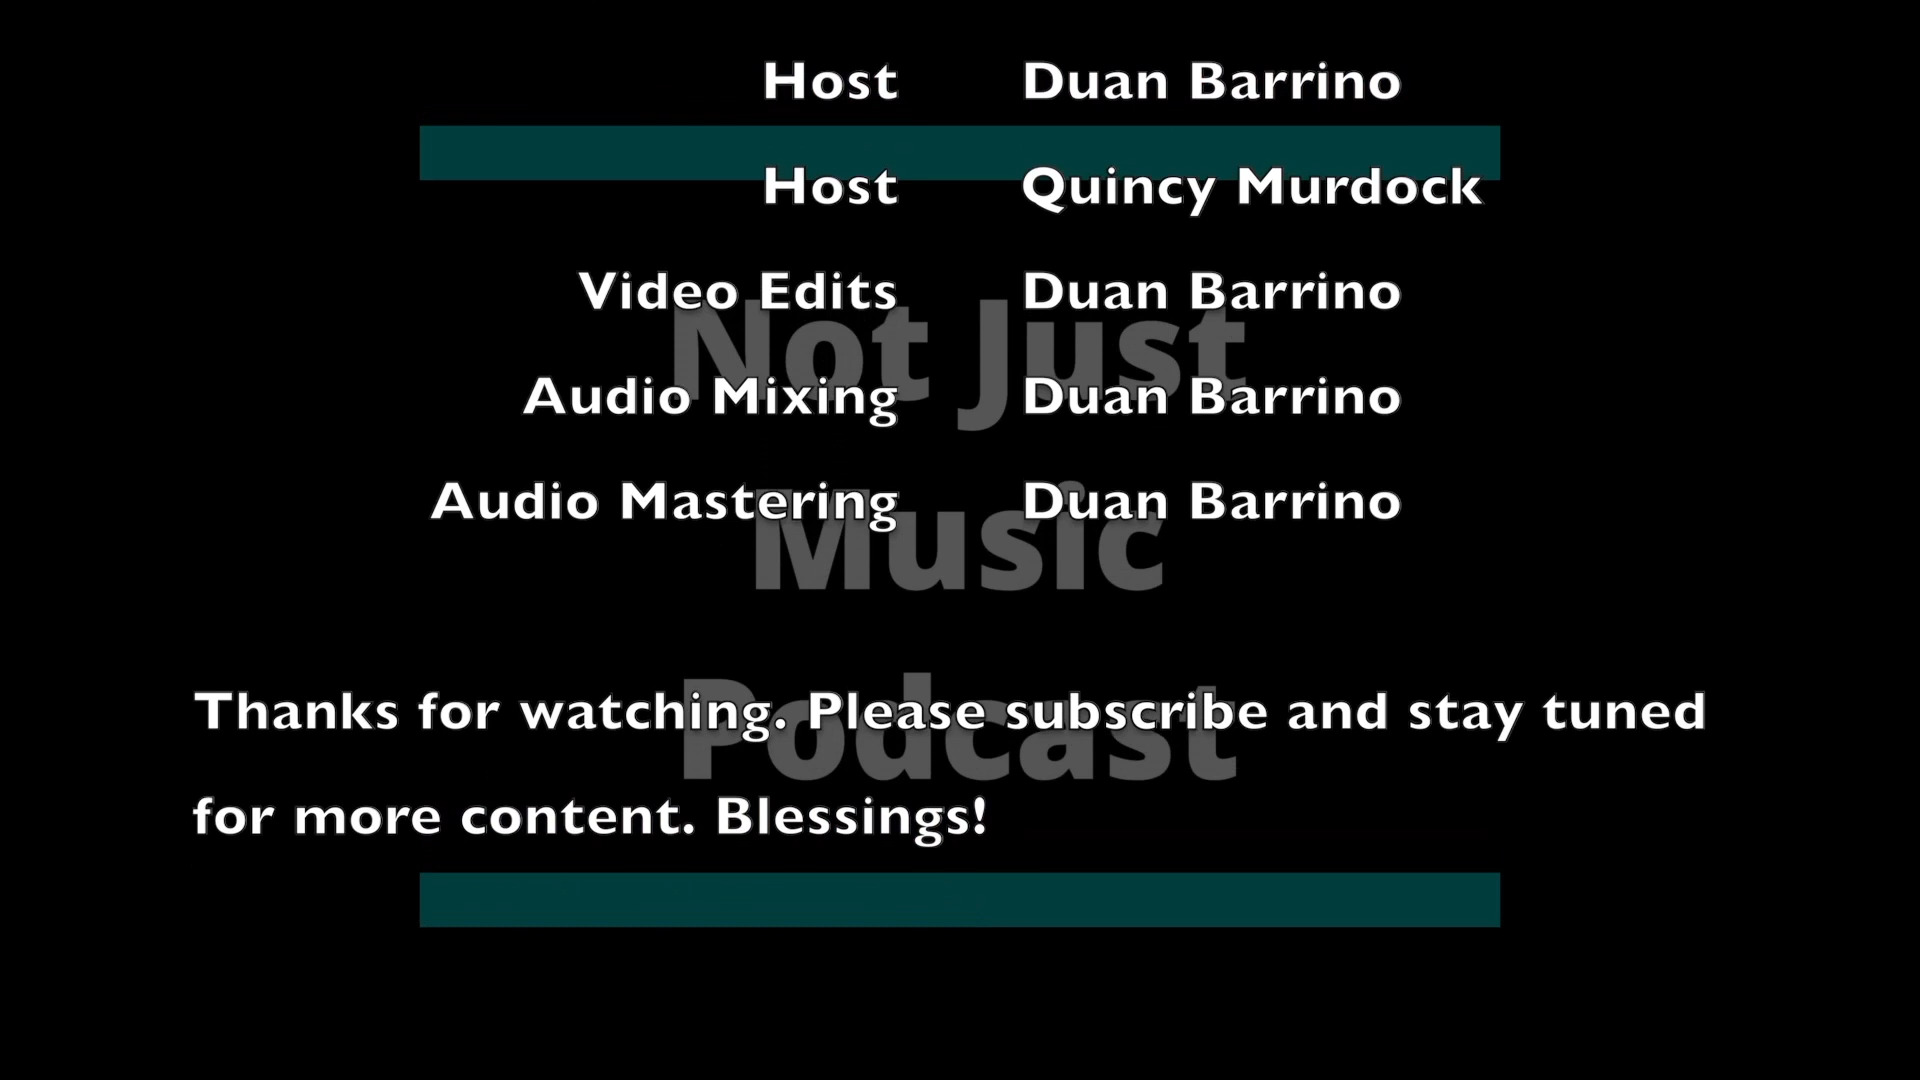 Host Duan Barrino
Host Quincy Murdock
Video Edits Duan Barrino
Not Just
Audio Mixing Duan Barrino
Audio Mastering Duan Barrino
Music
Thanks for watching. Please subscribe and stay tuned
Podcast
for more content. Blessings!